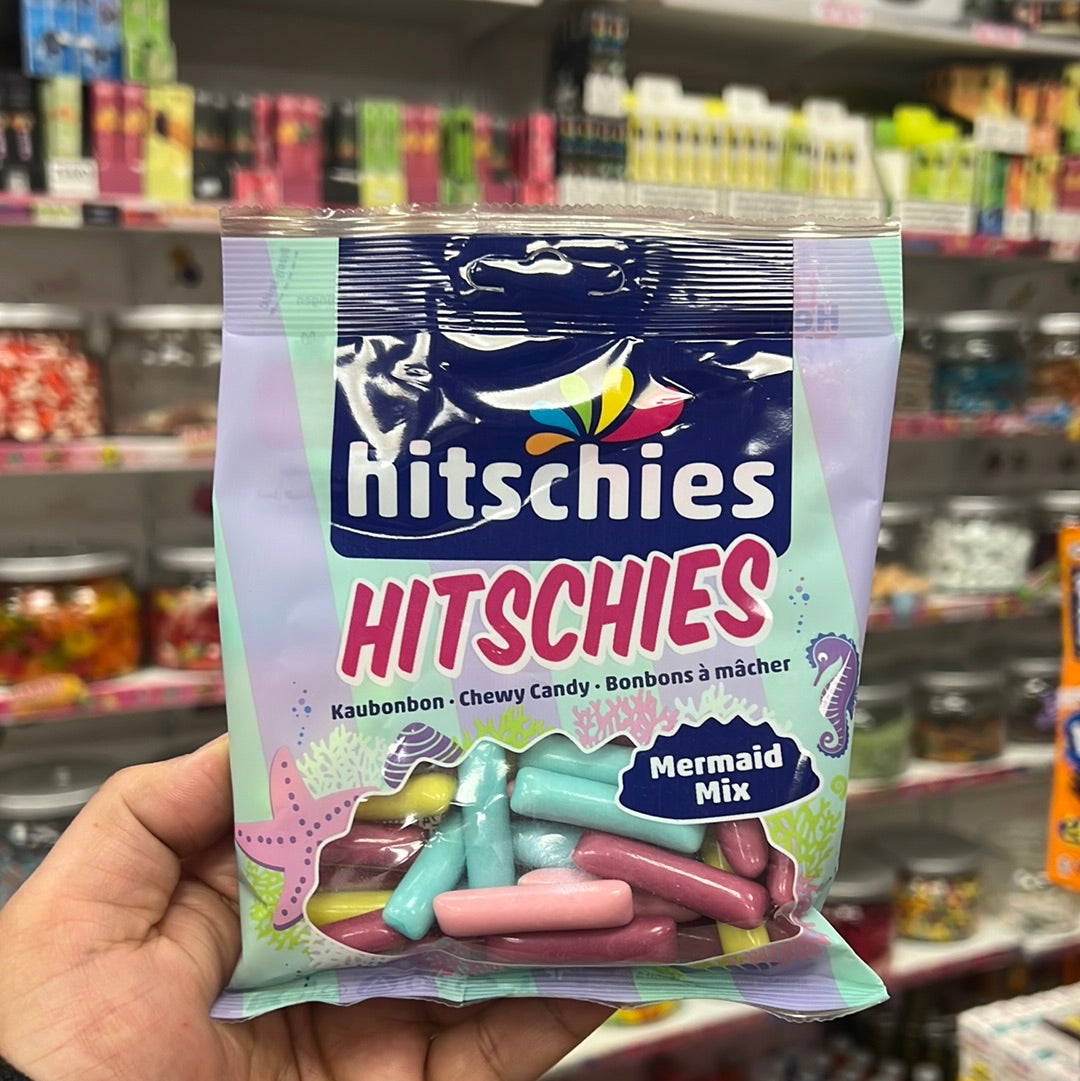 hitschies
HITSCHIES
Kaubonbon · Chewy Candy · Bonbons à mâcher
Mermaid
Mix